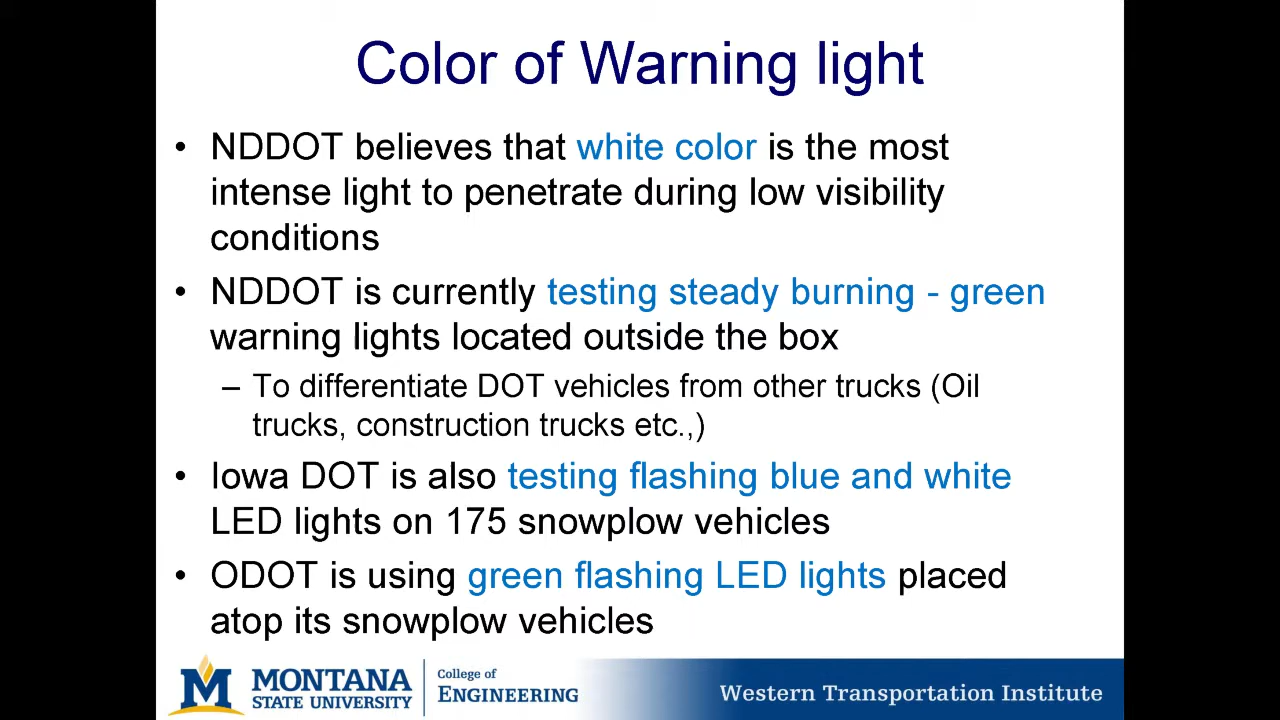 Color of Warning light
• NDDOT believes that white color is the most
intense light to penetrate during low visibility
conditions
• NDDOT is currently testing steady burning - green
warning lights located outside the box
– To differentiate DOT vehicles from other trucks (Oil
trucks, construction trucks etc.,)
• Iowa DOT is also testing flashing blue and white
LED lights on 175 snowplow vehicles
• ODOT is using green flashing LED lights placed
atop its snowplow vehicles
M MONTANA
STATE UNIVERSITY
College of
ENGINEERING
Western Transportation Institute